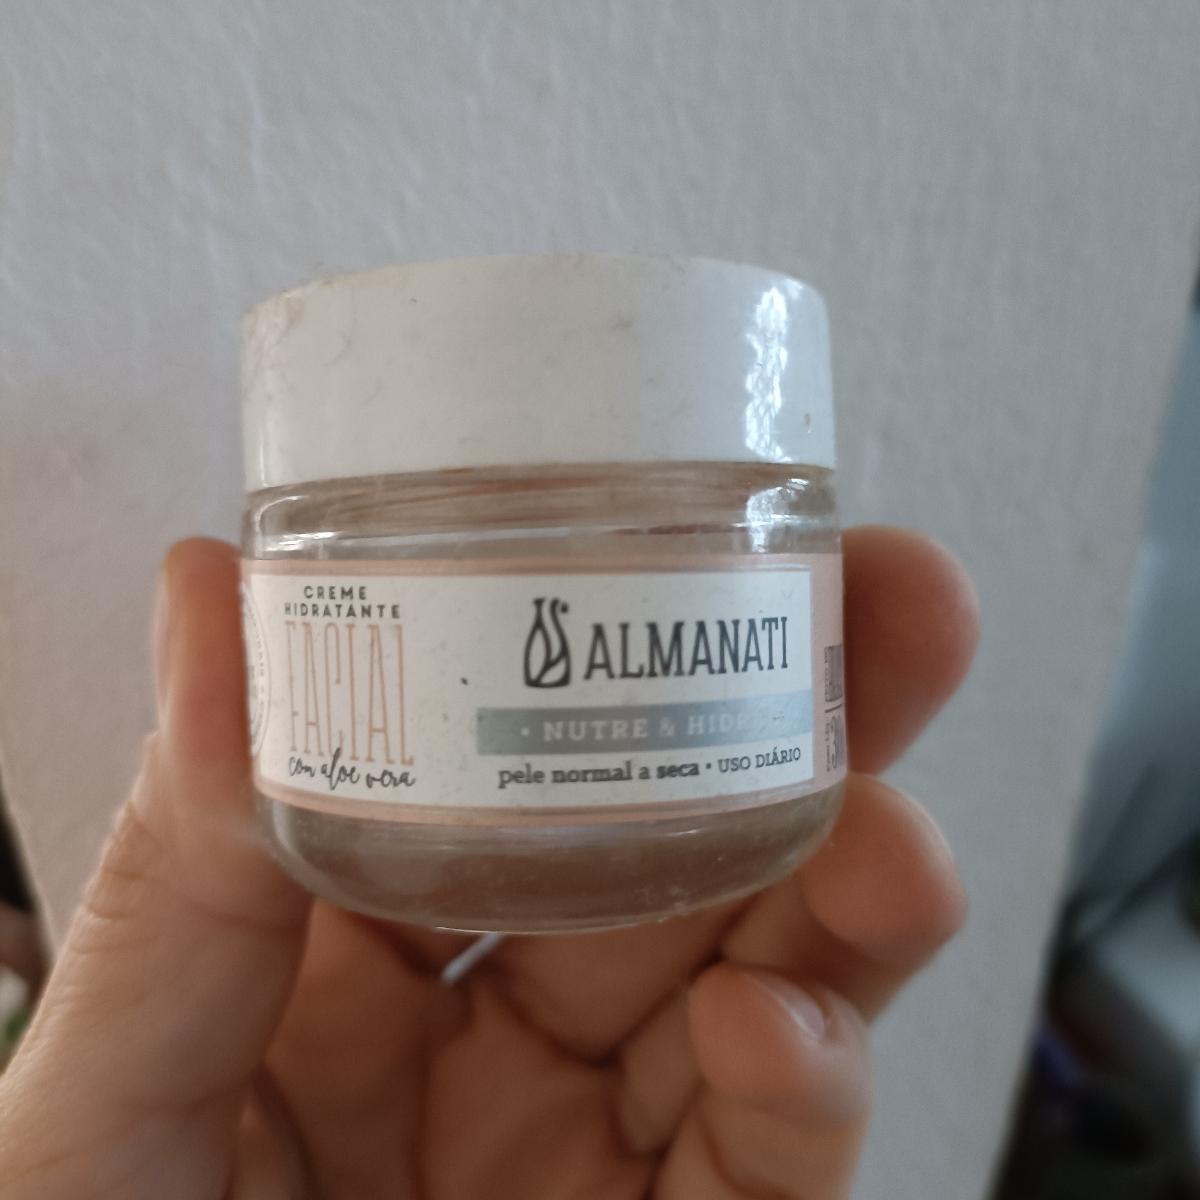 CREME
HIDRATANTE
FACIAL
com aloe vera
ALMANATI
• NUTRE & HIDR
pele normal a seca • USO DIÁRIO